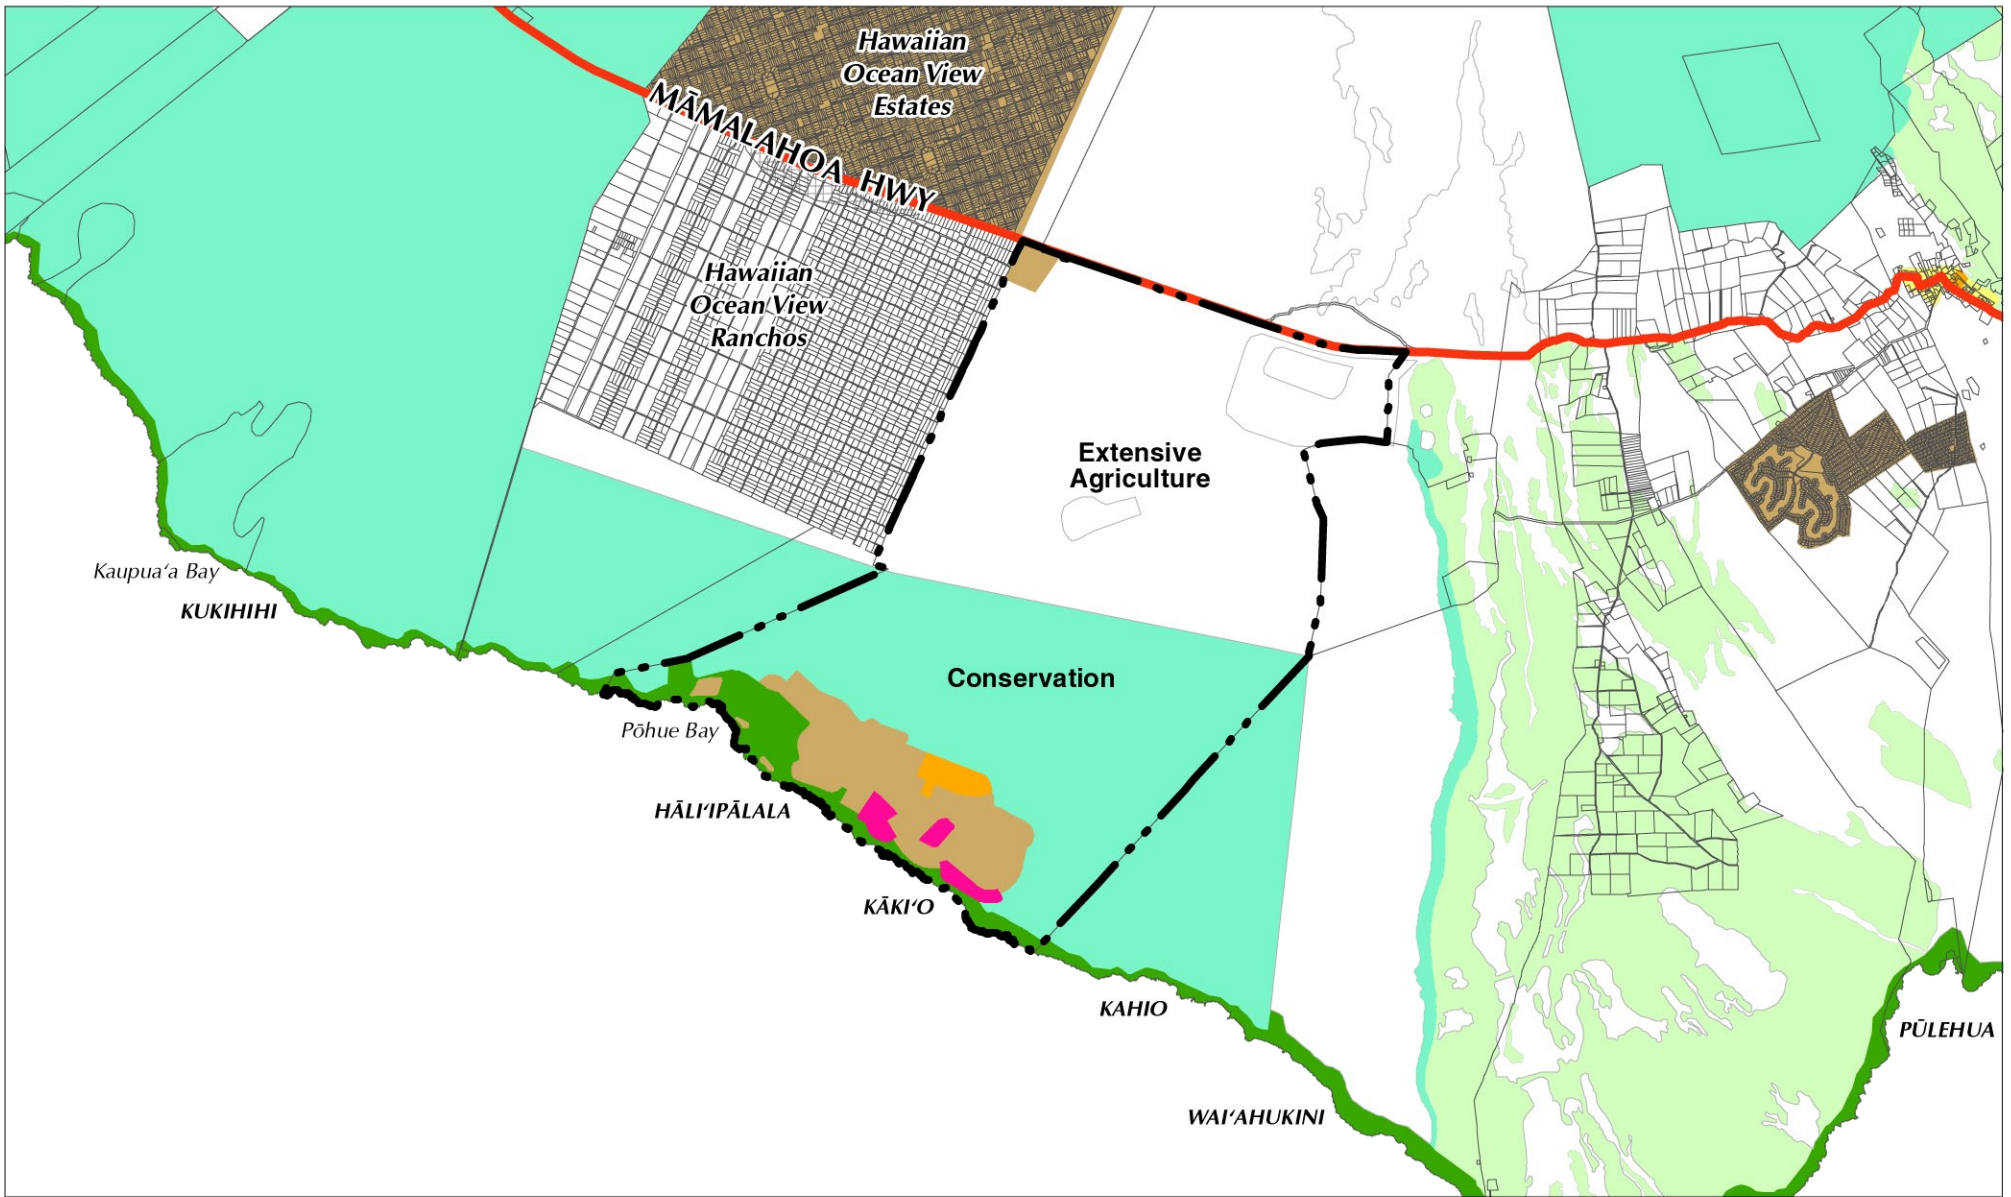 Hawaiian
Ocean View
Estates
MĀMALAHOA HWY
Hawaiian
Ocean View
Ranchos
Extensive
Agriculture
Kaupuaʻa Bay
KUKIHIHI
Conservation
Pōhue Bay
HĀLIʻIPĀLALA
KĀKIʻO
KAHIO
PŪLEHUA
WAIʻAHUKINI